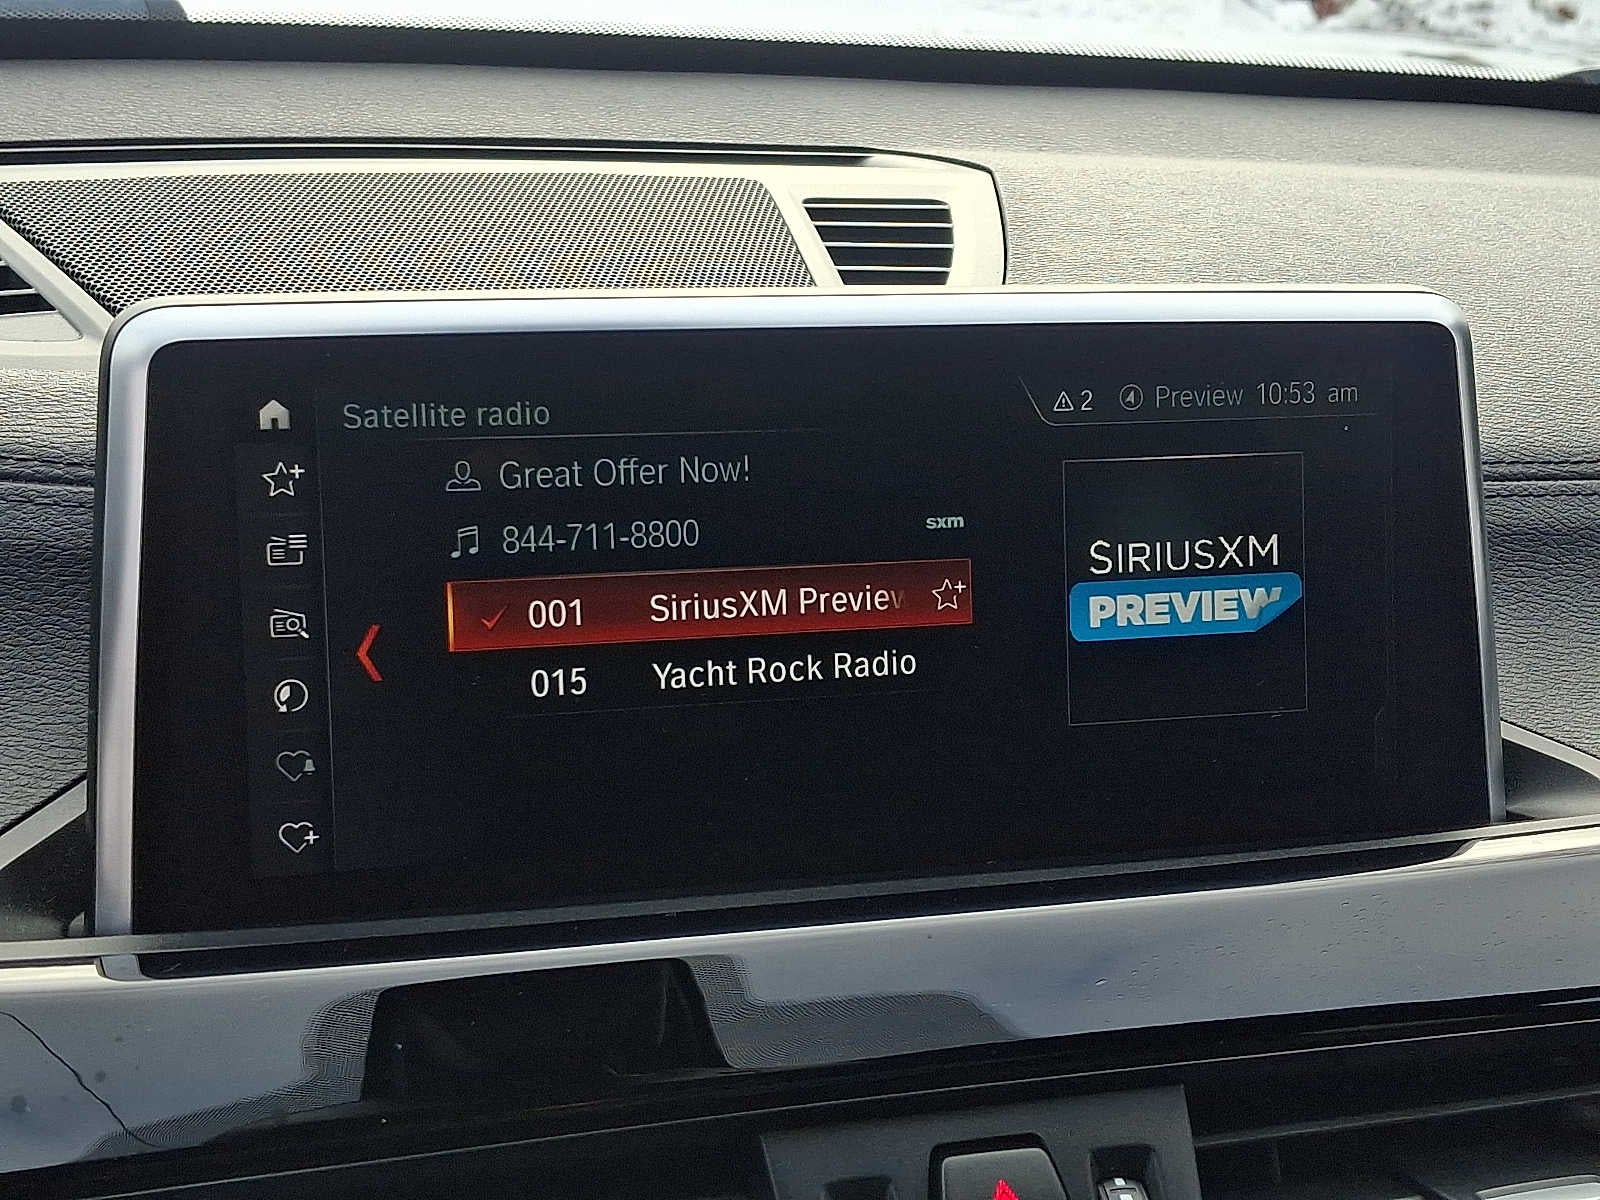 Satellite radio
2 Preview 10:53 am
Great Offer Now!
844-711-8800
sxm
001 SiriusXM Preview
015 Yacht Rock Radio
SIRIUSXM
PREVIEW